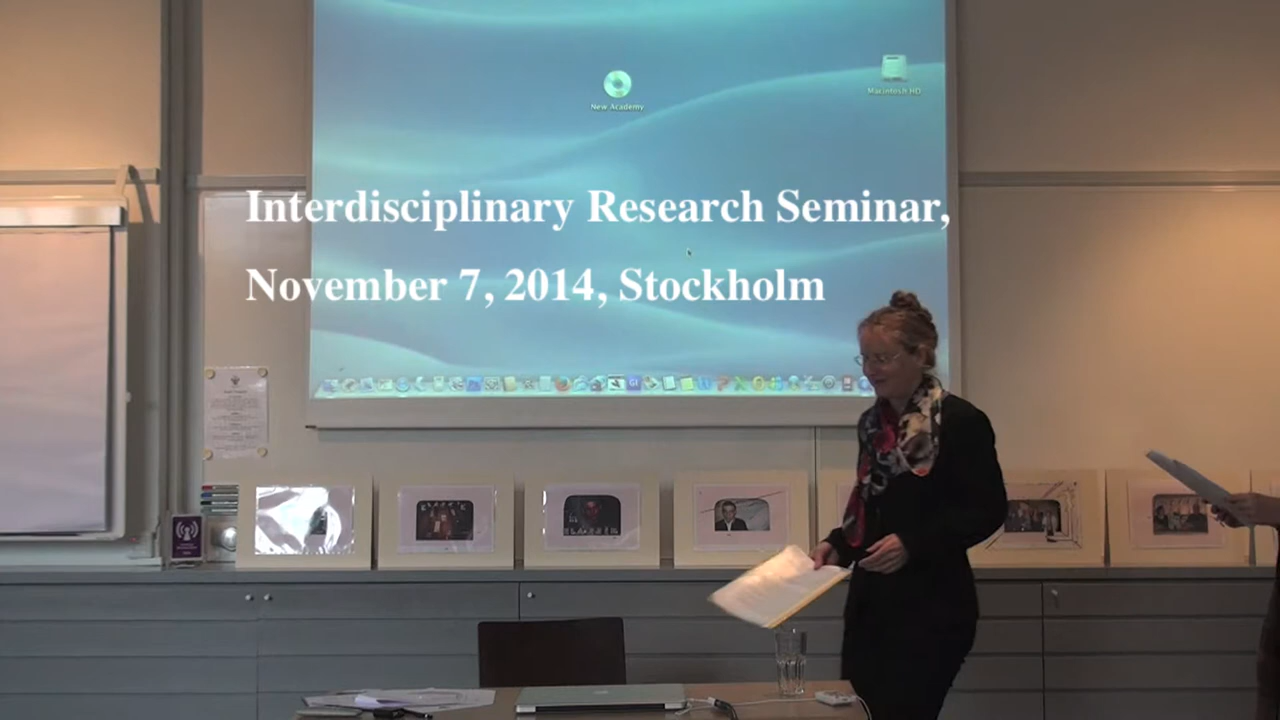 New Academy
Macintosh HD
Interdisciplinary Research Seminar,
November 7, 2014, Stockholm